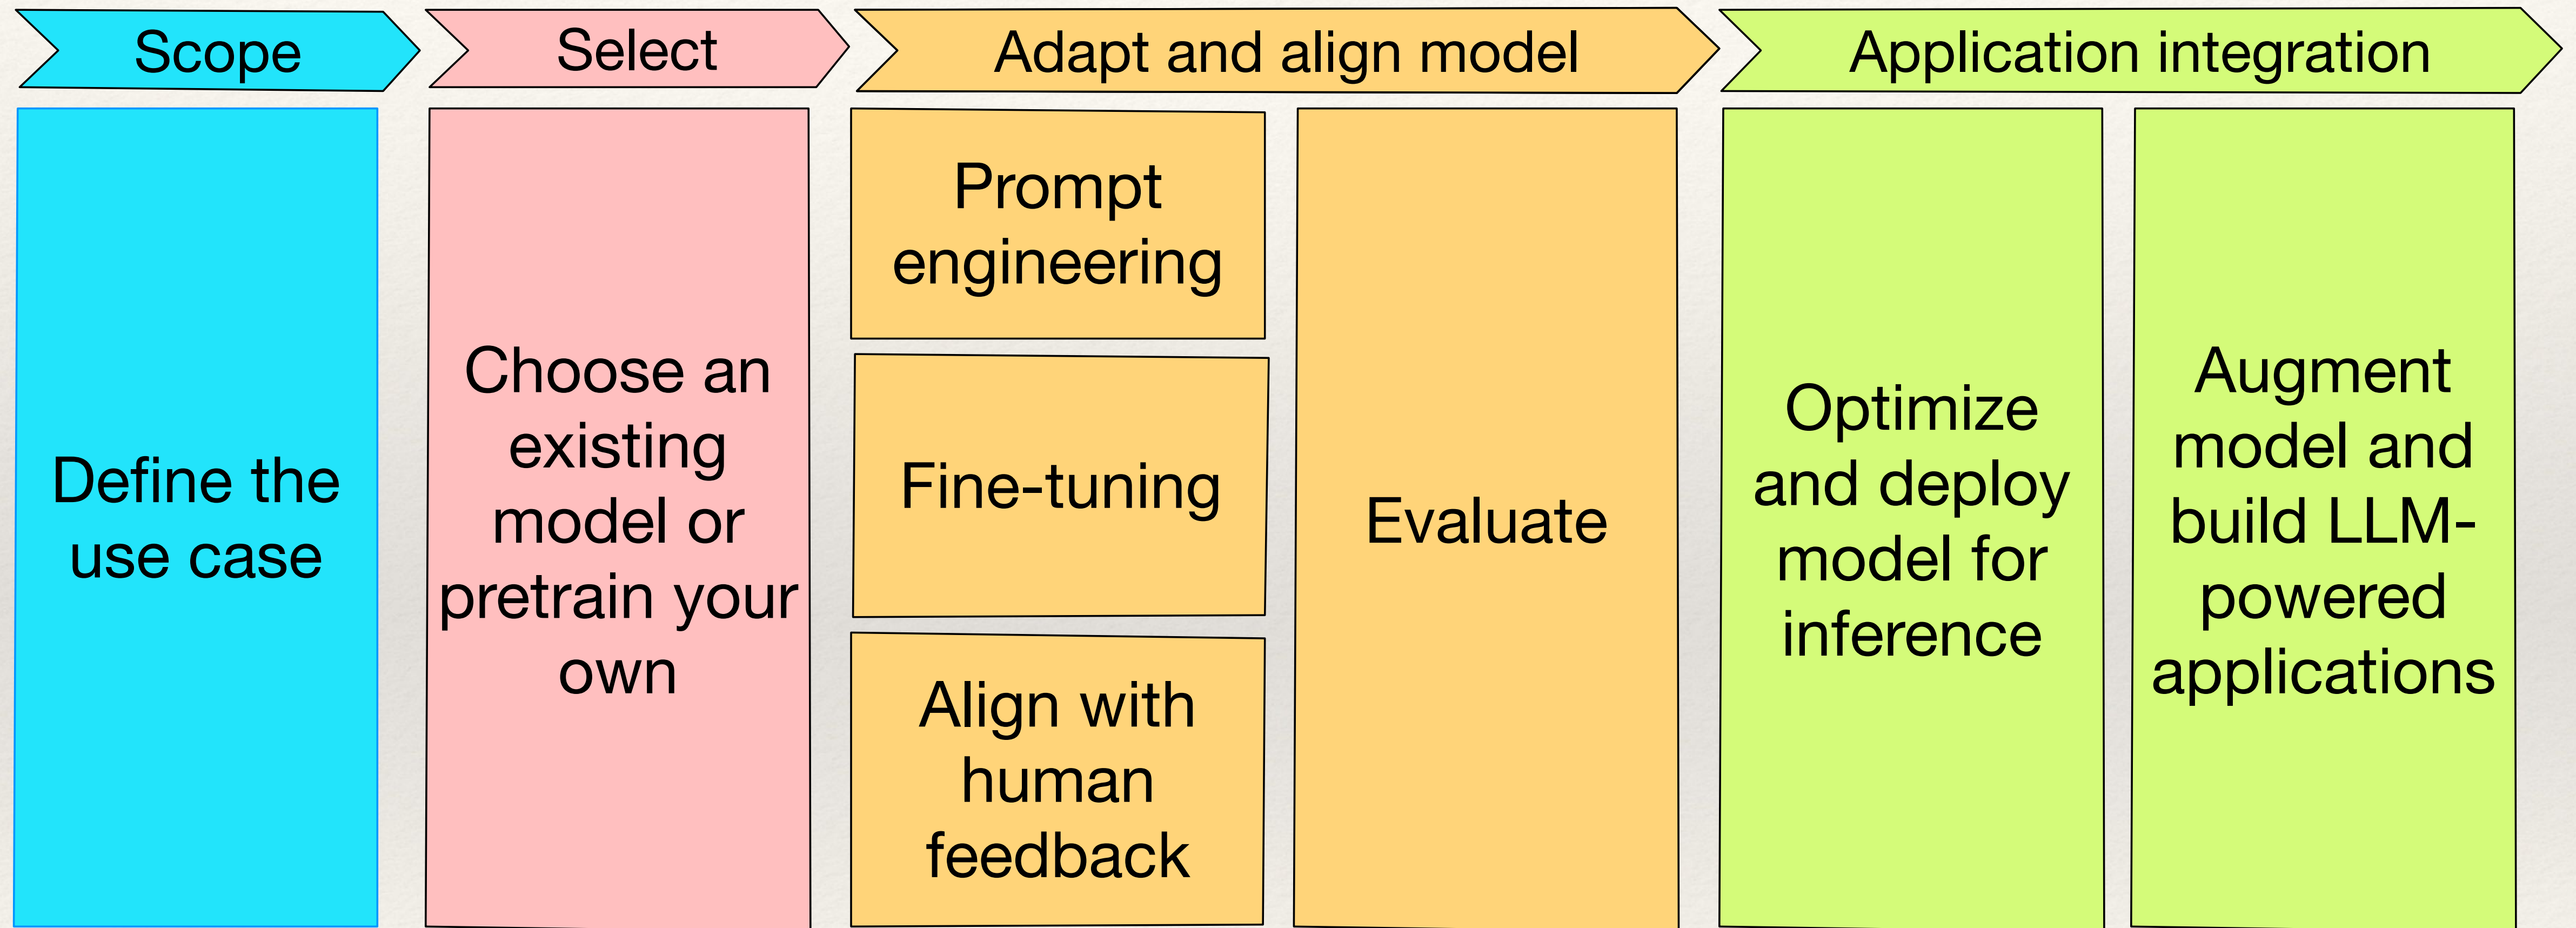 Scope
Select
Adapt and align model
Application integration
Define the
use case
Choose an
existing
model or
pretrain your
own
Prompt
engineering
Fine-tuning
Align with
human
feedback
Evaluate
Optimize
and deploy
model for
inference
Augment
model and
build LLM-
powered
applications